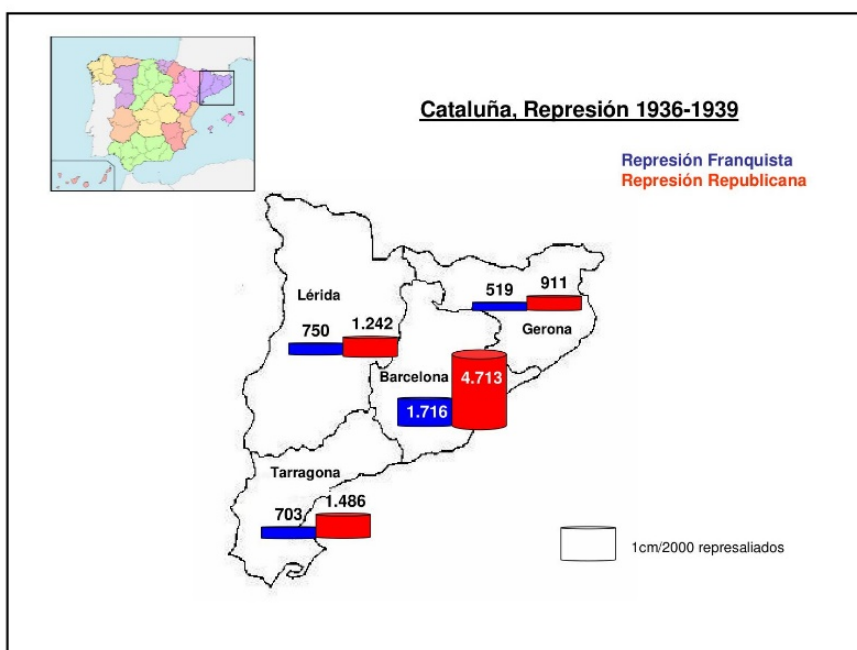 Cataluña, Represión 1936-1939
Represión Franquista
Represión Republicana
519
911
Gerona
Lérida
750
1.242
Barcelona
4.713
1.716
Tarragona
703
1.486
1cm/2000 represaliados